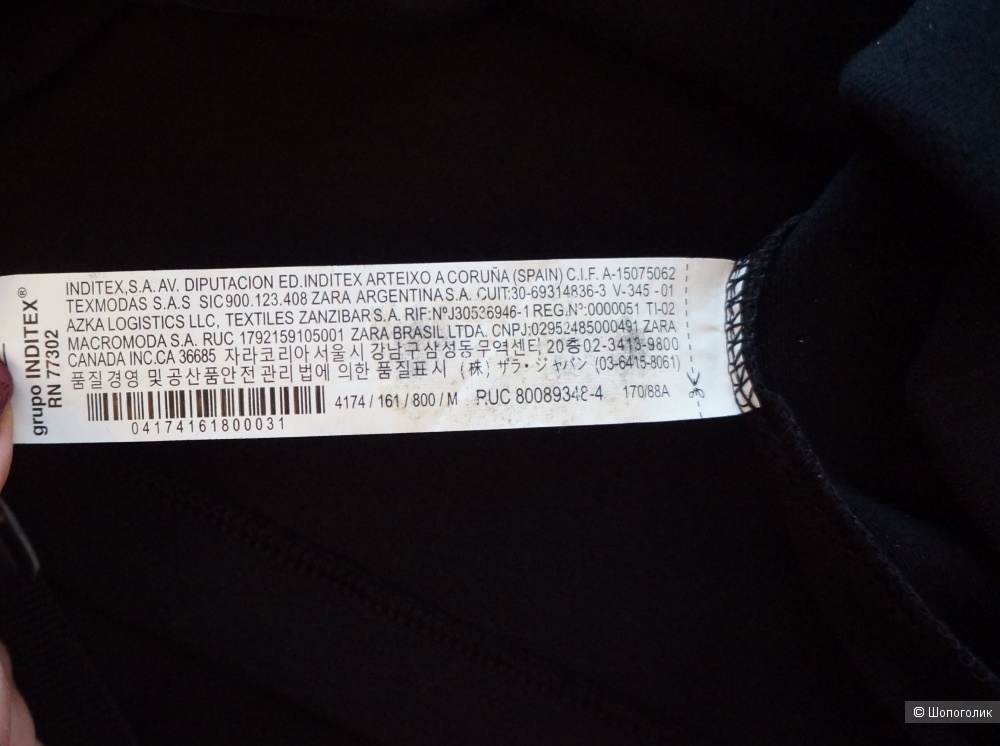 grupo INDITEX®
RN 77302
INDITEX,S.A. AV. DIPUTACION ED.INDITEX ARTEIXO A CORUÑA (SPAIN) C.I.F. A-15075062
TEXMODAS S.A.S SIC 900.123.408 ZARA ARGENTINA S.A. CUIT:30-69314836-3 V-345 -01
AZKA LOGISTICS LLC, TEXTILES ZANZIBAR S.A. RIF:NºJ30536946-1 REG.Nº:0000051 TI-02
MACROMODA S.A. RUC 1792159105001 ZARA BRASIL LTDA. CNPJ:02952485000491 ZARA
CANADA INC.CA 36685 자라코리아 서울시 강남구 삼성동 무역센터 20층 02-3413-9800
품질 경영 및 공산품안전관리법에 의한 품질표시 (株) ザラ・ジャパン (03-6415-8061)
4174 / 161 / 800 / M RUC 80089348-4 170/88A
04174161800031
© Шопоголик